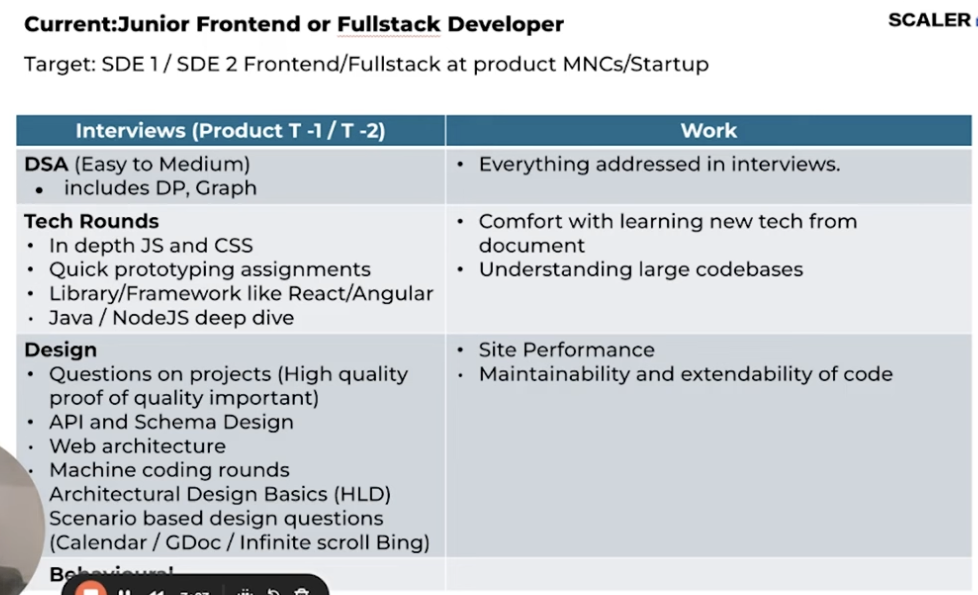 Current:Junior Frontend or Fullstack Developer
SCALER
Target: SDE 1 / SDE 2 Frontend/Fullstack at product MNCs/Startup
Interviews (Product T -1 / T -2)
Work
DSA (Easy to Medium)
• includes DP, Graph
• Everything addressed in interviews.
Tech Rounds
• In depth JS and CSS
• Quick prototyping assignments
• Library/Framework like React/Angular
• Java / NodeJS deep dive
• Comfort with learning new tech from
document
• Understanding large codebases
Design
• Questions on projects (High quality
proof of quality important)
• API and Schema Design
• Web architecture
• Machine coding rounds
Architectural Design Basics (HLD)
Scenario based design questions
(Calendar / GDoc / Infinite scroll Bing)
• Site Performance
• Maintainability and extendability of code
Behavioural